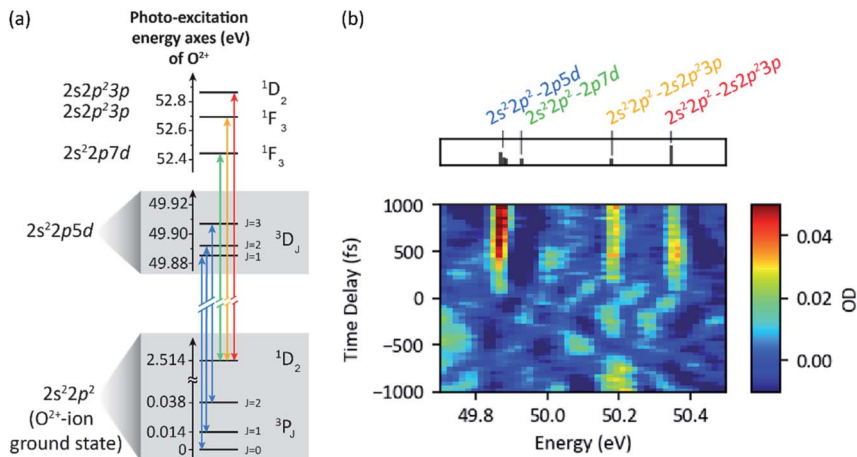 (a)
Photo-excitation
energy axes (eV)
of O²⁺
2s2p²3p
2s2p²3p
2s²2p7d
52.8
52.6
52.4
¹D₂
¹F₃
¹F₃
2s²2p5d
49.92
49.90
49.88
J=3
J=2
J=1
³D_J
2s²2p²
(O²⁺-ion
ground state)
2.514
0.038
0.014
0
¹D₂
J=2
J=1
J=0
³P_J
(b)
2s²2p²-2p5d
2s²2p²-2p7d
2s²2p²-2s2p²3p
2s²2p²-2s2p²3p
Time Delay (fs)
1000
500
0
−500
−1000
49.8
50.0
50.2
50.4
Energy (eV)
0.04
0.02
0.00
OD